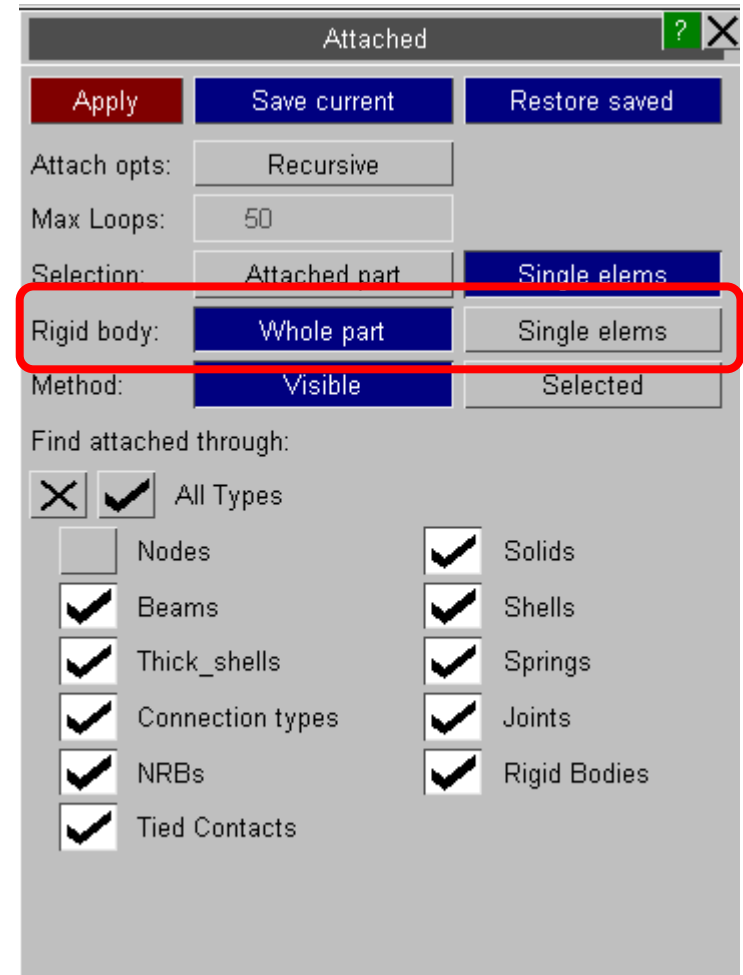 Attached ?
Apply Save current Restore saved
Attach opts: Recursive
Max Loops: 50
Selection: Attached part Single elems
Rigid body: Whole part Single elems
Method: Visible Selected
Find attached through:
All Types
Nodes Solids
Beams Shells
Thick_shells Springs
Connection types Joints
NRBs Rigid Bodies
Tied Contacts